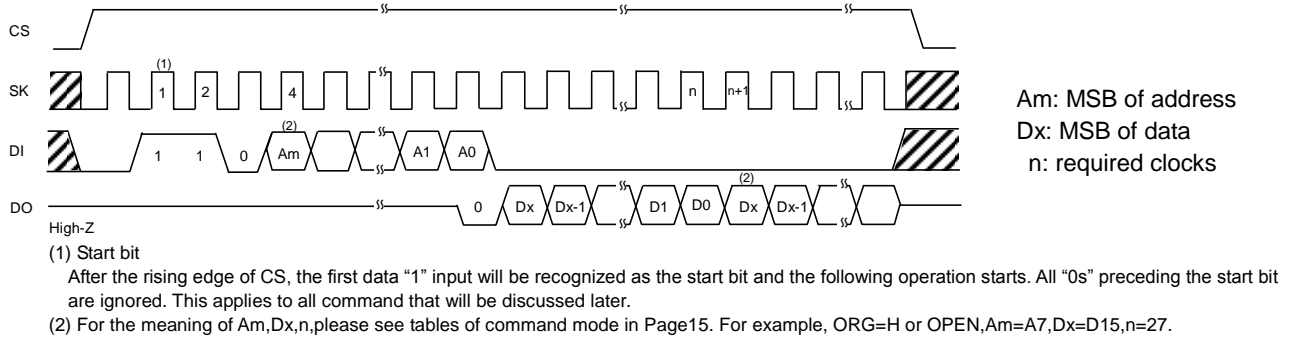 CS
(1)
SK 1 2 4 n n+1
Am: MSB of address
Dx: MSB of data
n: required clocks
(2)
DI 1 1 0 Am A1 A0
(2)
DO 0 Dx Dx-1 D1 D0 Dx Dx-1
High-Z
(1) Start bit
After the rising edge of CS, the first data “1” input will be recognized as the start bit and the following operation starts. All “0s” preceding the start bit
are ignored. This applies to all command that will be discussed later.
(2) For the meaning of Am,Dx,n,please see tables of command mode in Page15. For example, ORG=H or OPEN,Am=A7,Dx=D15,n=27.